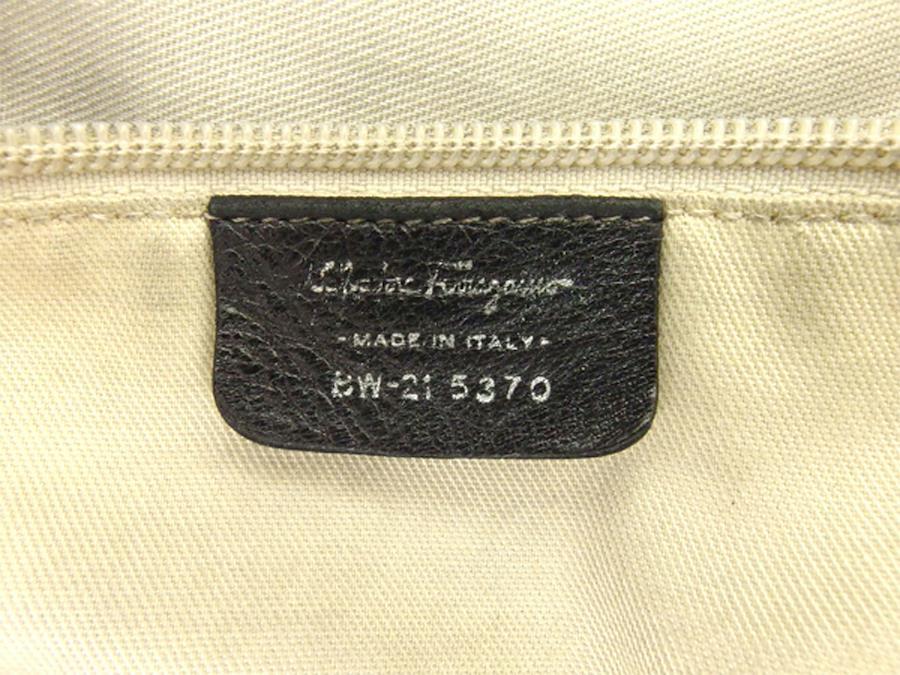 Salvatore Ferragamo
-MADE IN ITALY-
BW-21 5370